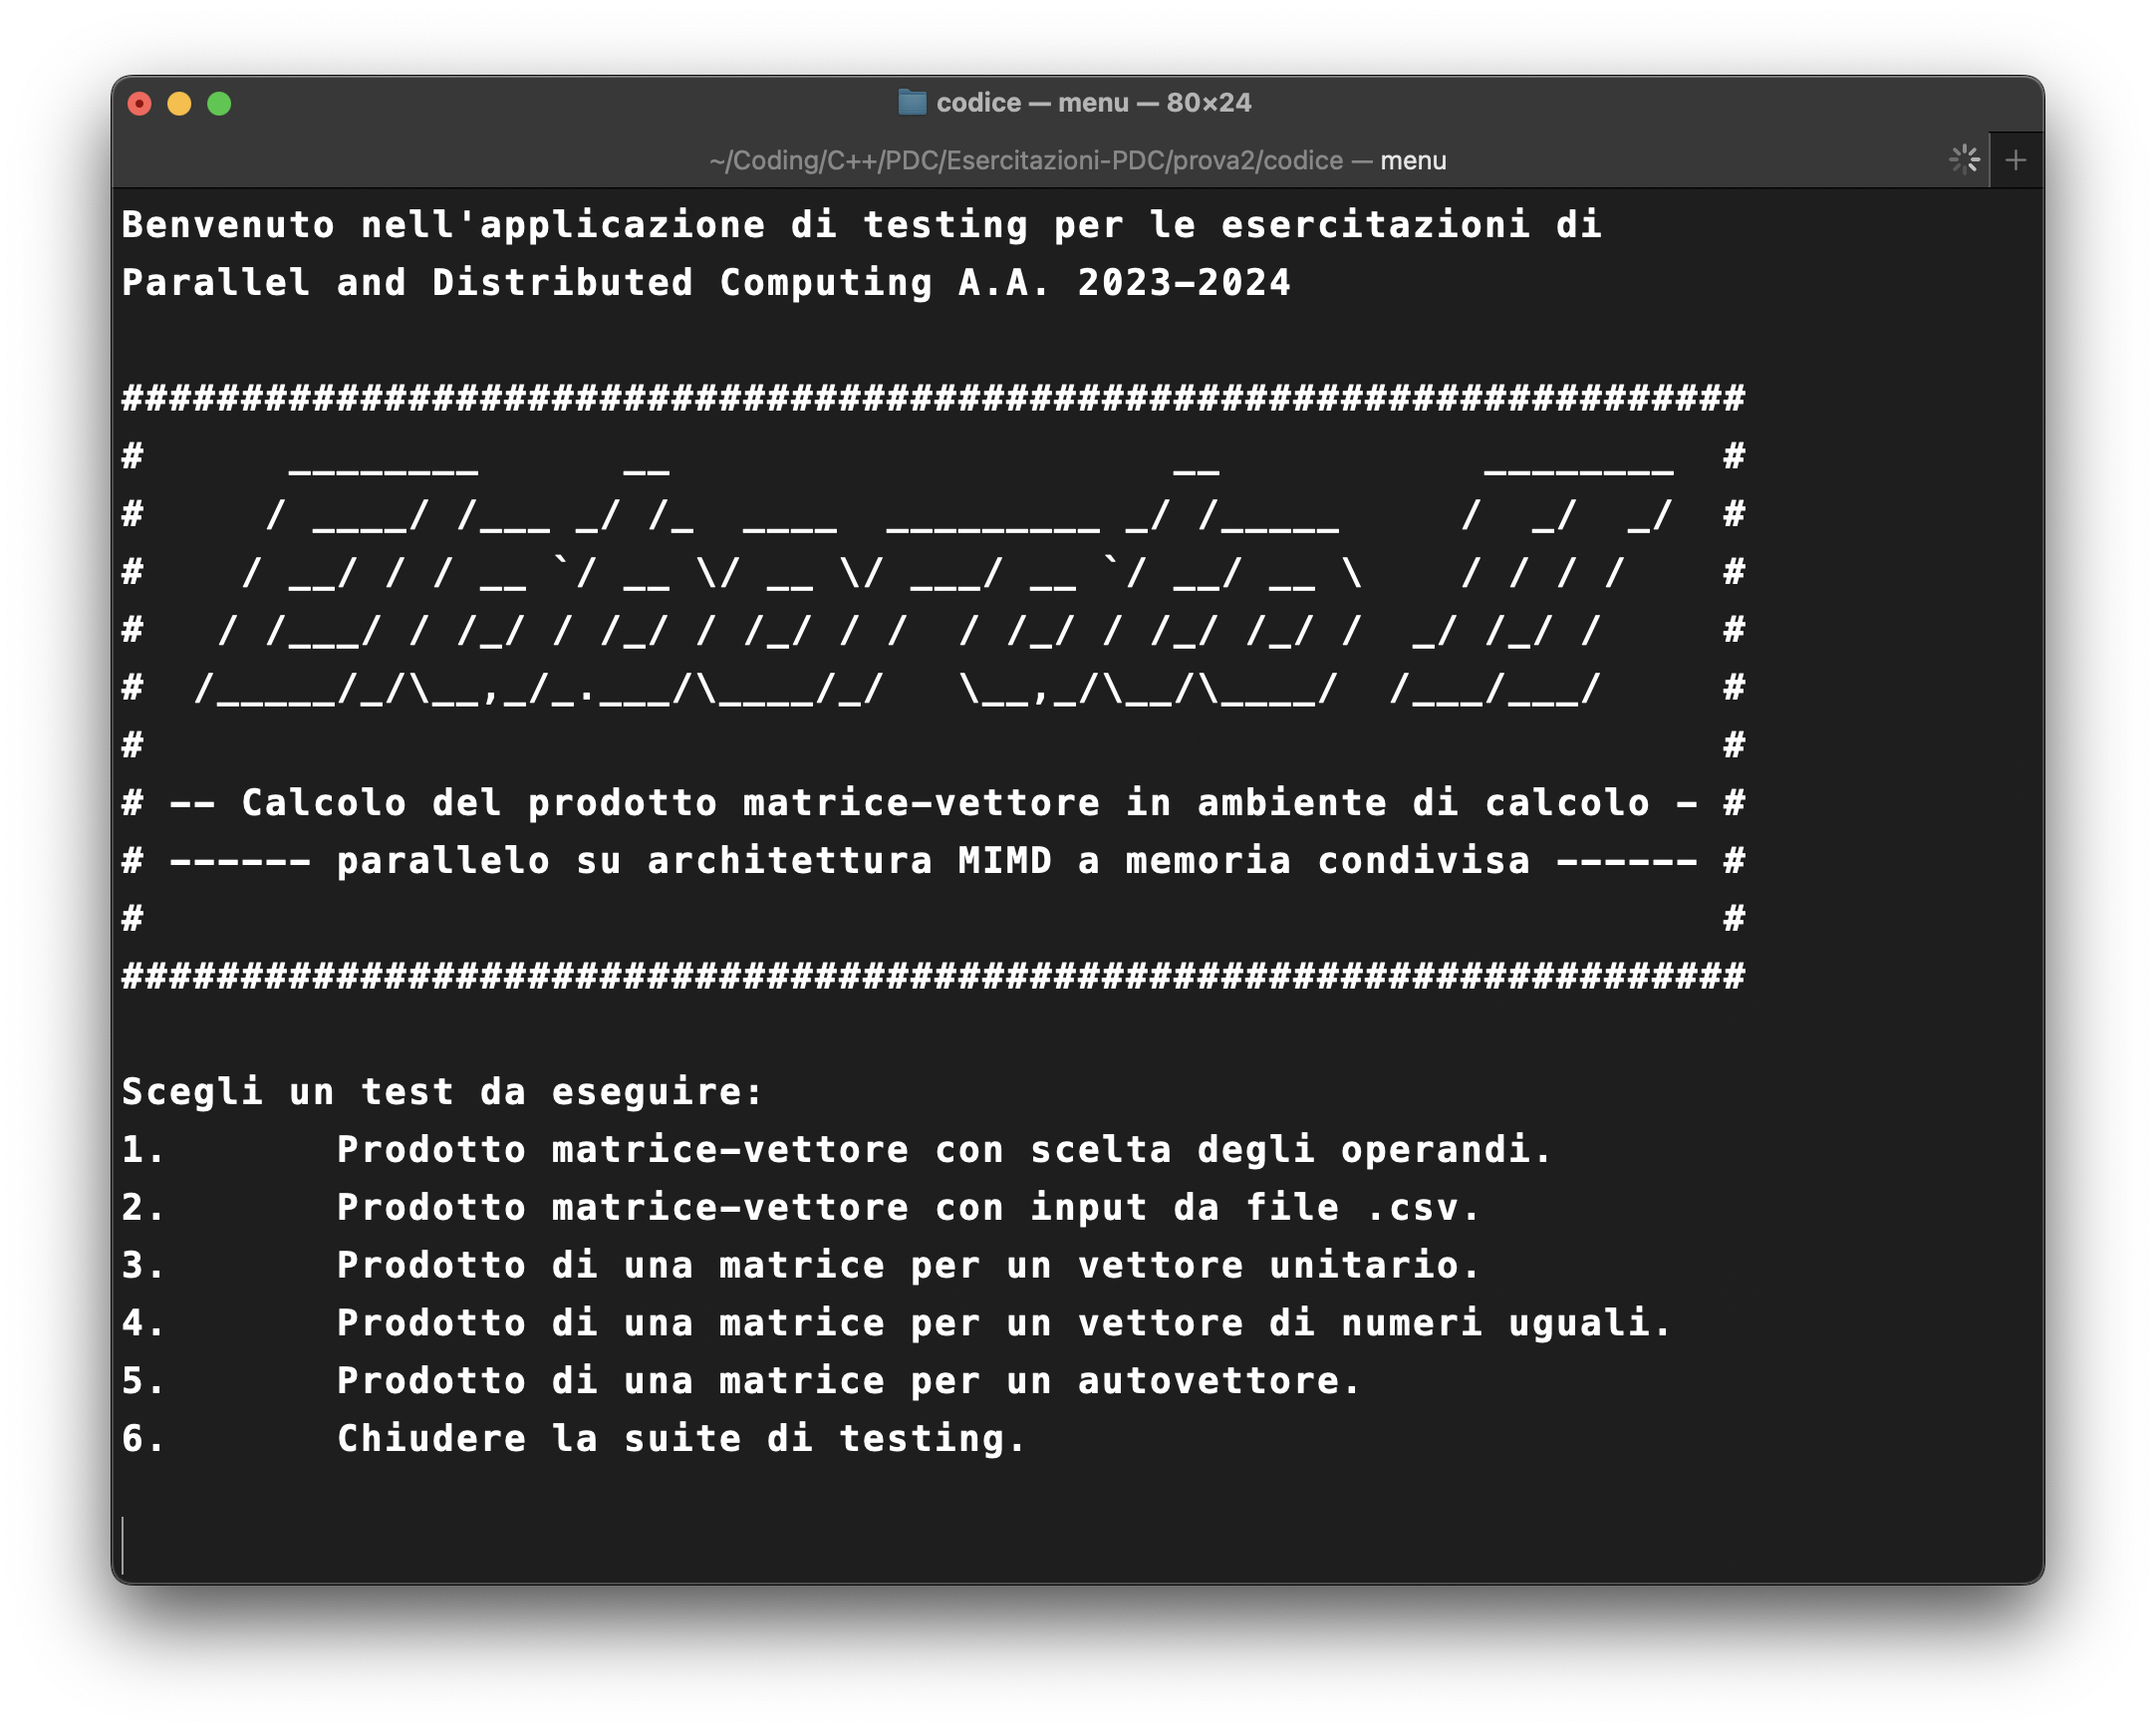 codice — menu — 80×24
~/Coding/C++/PDC/Esercitazioni-PDC/prova2/codice — menu
Benvenuto nell'applicazione di testing per le esercitazioni di
Parallel and Distributed Computing A.A. 2023-2024
####################################################################
#      ________      __                     __           ________  #
#     / ____/ /___ _/ /_  ____  _________ _/ /_____     /  _/  _/  #
#    / __/ / / __ `/ __ \/ __ \/ ___/ __ `/ __/ __ \    / / / /    #
#   / /___/ / /_/ / /_/ / /_/ / /  / /_/ / /_/ /_/ /  _/ /_/ /     #
#  /_____/_/\__,_/_.___/\____/_/   \__,_/\__/\____/  /___/___/     #
#                                                                  #
# -- Calcolo del prodotto matrice-vettore in ambiente di calcolo - #
# ------ parallelo su architettura MIMD a memoria condivisa ------ #
#                                                                  #
####################################################################
Scegli un test da eseguire:
1.       Prodotto matrice-vettore con scelta degli operandi.
2.       Prodotto matrice-vettore con input da file .csv.
3.       Prodotto di una matrice per un vettore unitario.
4.       Prodotto di una matrice per un vettore di numeri uguali.
5.       Prodotto di una matrice per un autovettore.
6.       Chiudere la suite di testing.